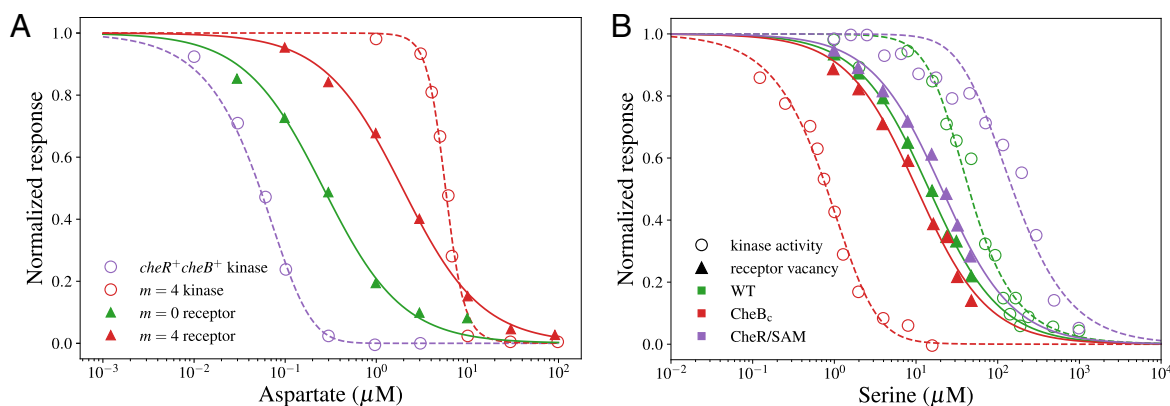 A
Normalized response
1.0
0.8
0.6
0.4
0.2
0.0
cheR⁺cheB⁺ kinase
m = 4 kinase
m = 0 receptor
m = 4 receptor
10⁻³ 10⁻² 10⁻¹ 10⁰ 10¹ 10²
Aspartate (μM)
B
Normalized response
1.0
0.8
0.6
0.4
0.2
0.0
kinase activity
receptor vacancy
WT
CheB꜀
CheR/SAM
10⁻² 10⁻¹ 10⁰ 10¹ 10² 10³ 10⁴
Serine (μM)